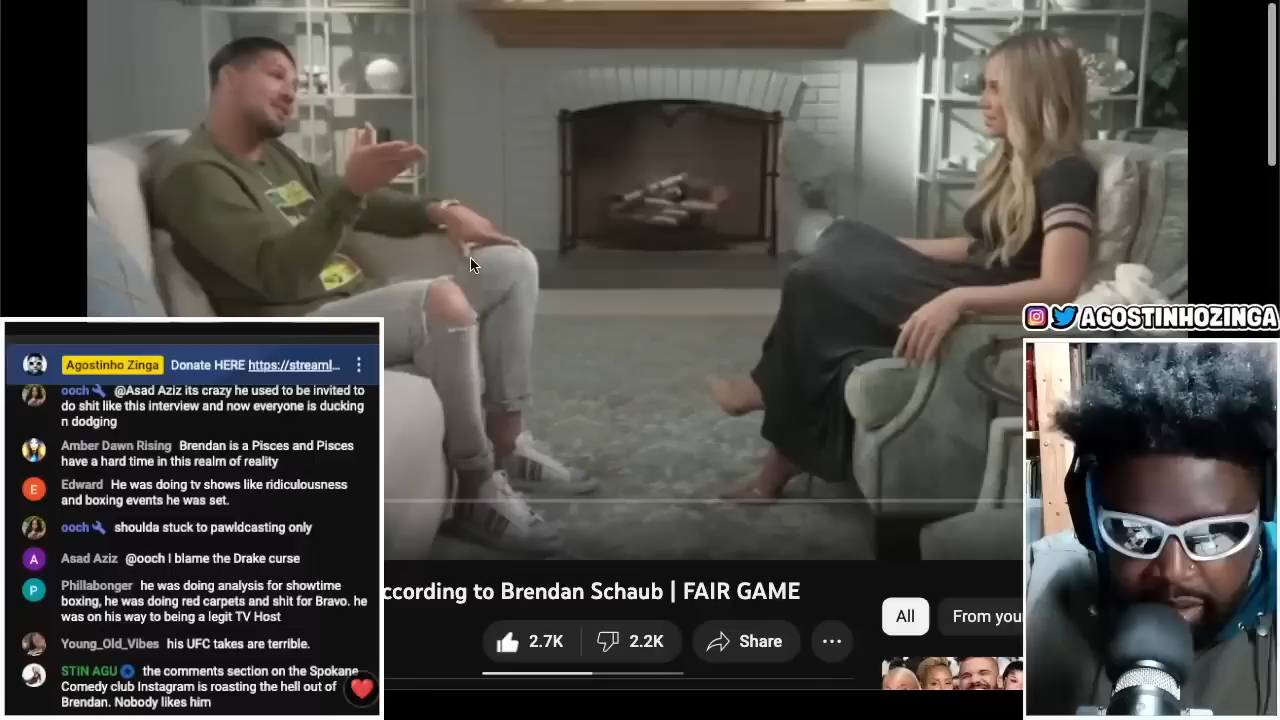 AGOSTINHOZINGA
Agostinho Zinga Donate HERE https://streaml...
ooch @Asad Aziz its crazy he used to be invited to
do shit like this interview and now everyone is duckin
n dodging
Amber Dawn Rising Brendan is a Pisces and Pisces
have a hard time in this realm of reality
E Edward He was doing tv shows like ridiculousness
and boxing events he was set.
ooch shoulda stuck to pawldcasting only
A Asad Aziz @ooch I blame the Drake curse
P Phillabonger he was doing analysis for showtime
boxing, he was doing red carpets and shit for Bravo. he
was on his way to being a legit TV Host
Young_Old_Vibes his UFC takes are terrible.
STIN AGU the comments section on the Spokane
Comedy club Instagram is roasting the hell out of
Brendan. Nobody likes him
ccording to Brendan Schaub | FAIR GAME
2.7K 2.2K Share ...
All From you